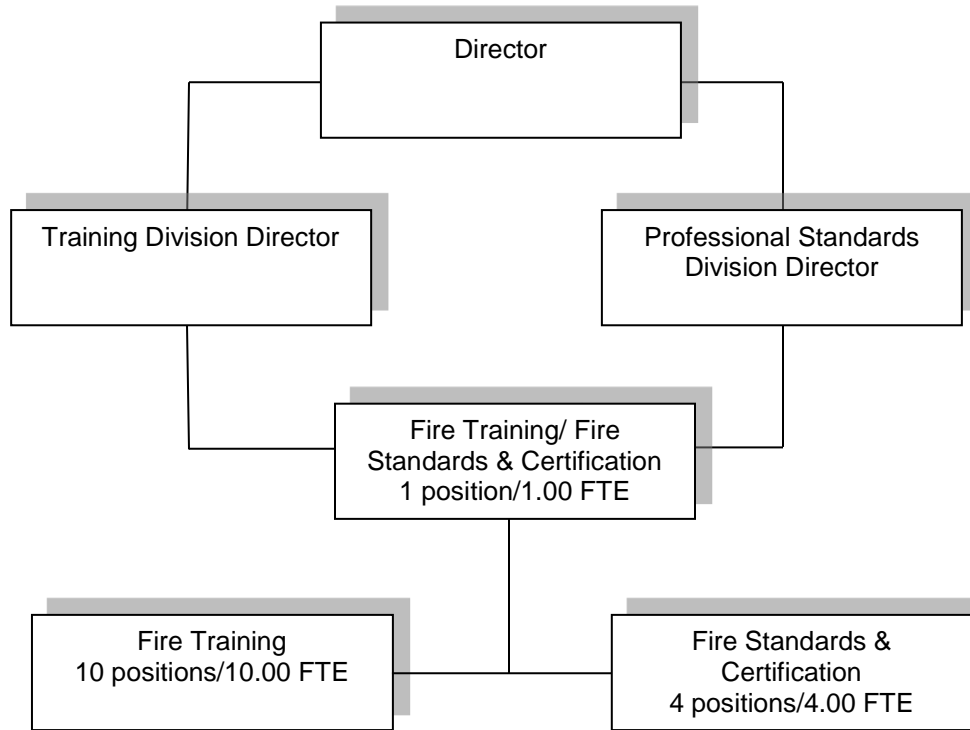 Director
Training Division Director
Professional Standards
Division Director
Fire Training/ Fire
Standards & Certification
1 position/1.00 FTE
Fire Training
10 positions/10.00 FTE
Fire Standards &
Certification
4 positions/4.00 FTE